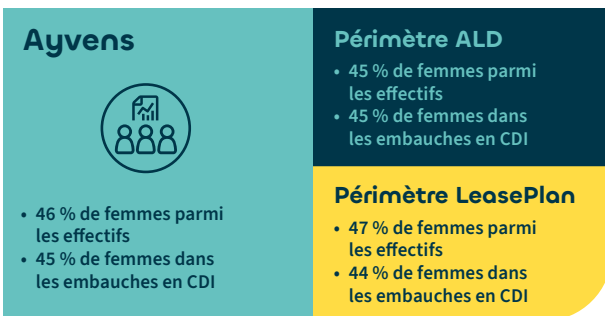 Ayvens
• 46 % de femmes parmi
les effectifs
• 45 % de femmes dans
les embauches en CDI
Périmètre ALD
• 45 % de femmes parmi
les effectifs
• 45 % de femmes dans
les embauches en CDI
Périmètre LeasePlan
• 47 % de femmes parmi
les effectifs
• 44 % de femmes dans
les embauches en CDI